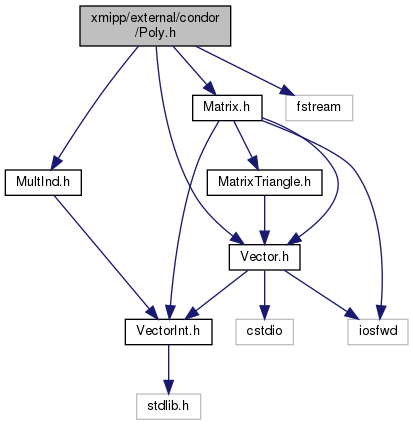 xmipp/external/condor
/Poly.h
Matrix.h
fstream
MultInd.h
MatrixTriangle.h
Vector.h
VectorInt.h
cstdio
iosfwd
stdlib.h